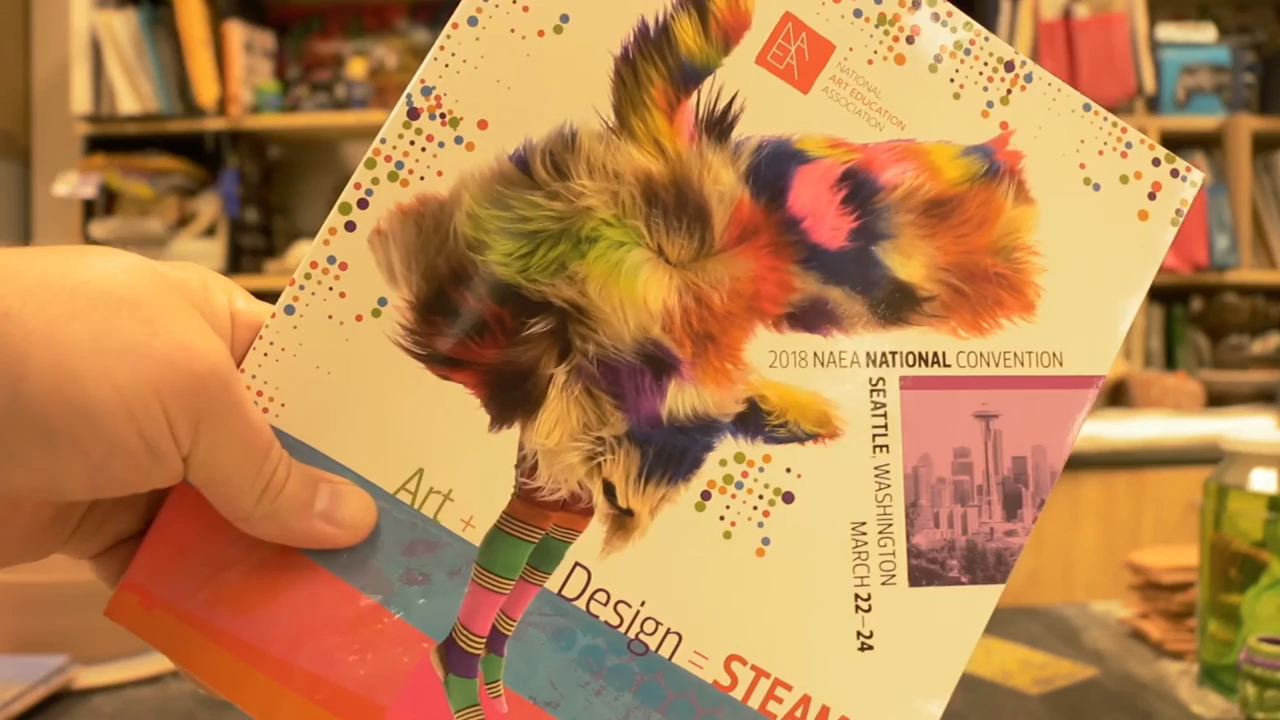 NAEA
NATIONAL
ART EDUCATION
ASSOCIATION
2018 NAEA NATIONAL CONVENTION
SEATTLE, WASHINGTON
MARCH 22–24
Art +
Design = STEAM